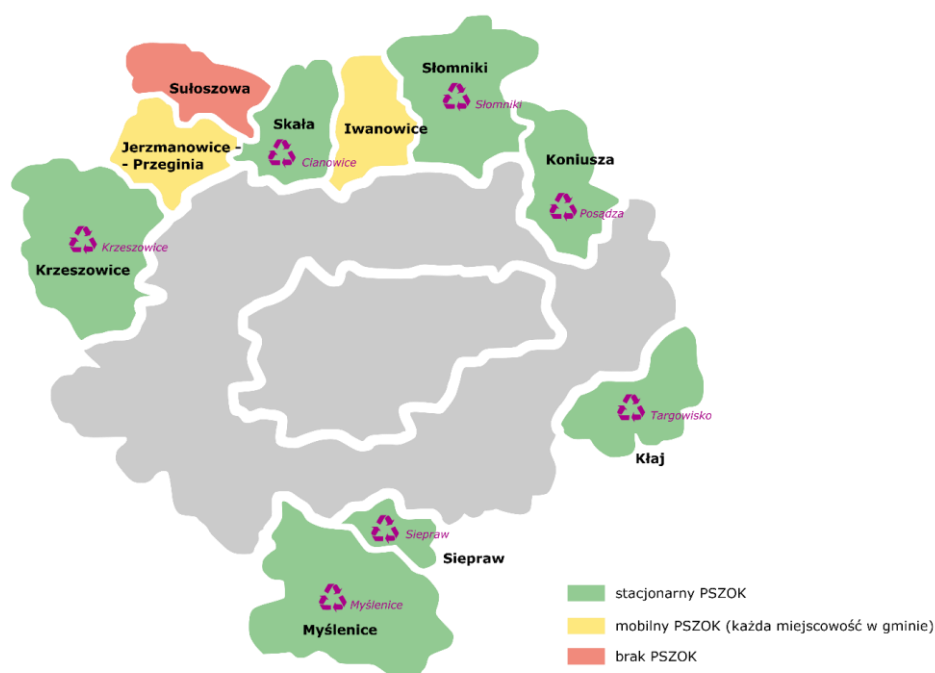 Sułoszowa
Słomniki
Słomniki
Skała
Iwanowice
Jerzmanowice -
- Przeginia
Cianowice
Koniusza
Posądza
Krzeszowice
Krzeszowice
Targowisko
Kłaj
Siepraw
Siepraw
Myślenice
Myślenice
stacjonarny PSZOK
mobilny PSZOK (każda miejscowość w gminie)
brak PSZOK